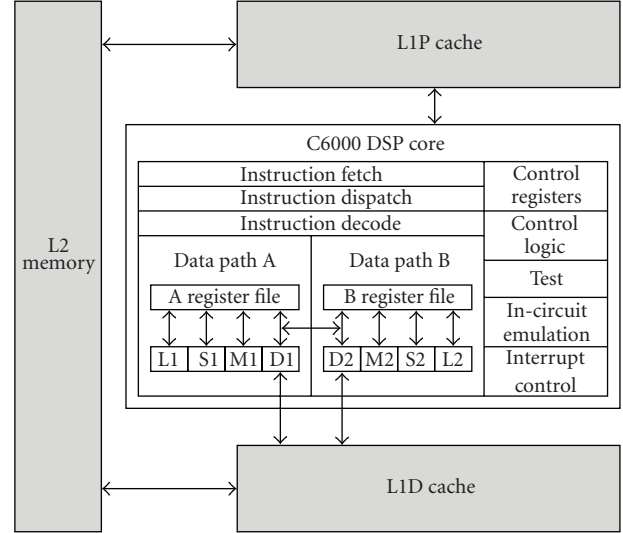 L1P cache
C6000 DSP core
Instruction fetch
Instruction dispatch
Instruction decode
Control
registers
Control
logic
Test
In-circuit
emulation
Interrupt
control
L2
memory
Data path A
Data path B
A register file
B register file
L1 S1 M1 D1
D2 M2 S2 L2
L1D cache